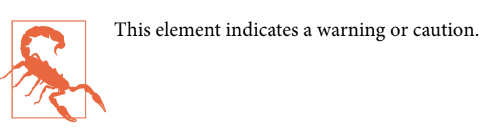 This element indicates a warning or caution.